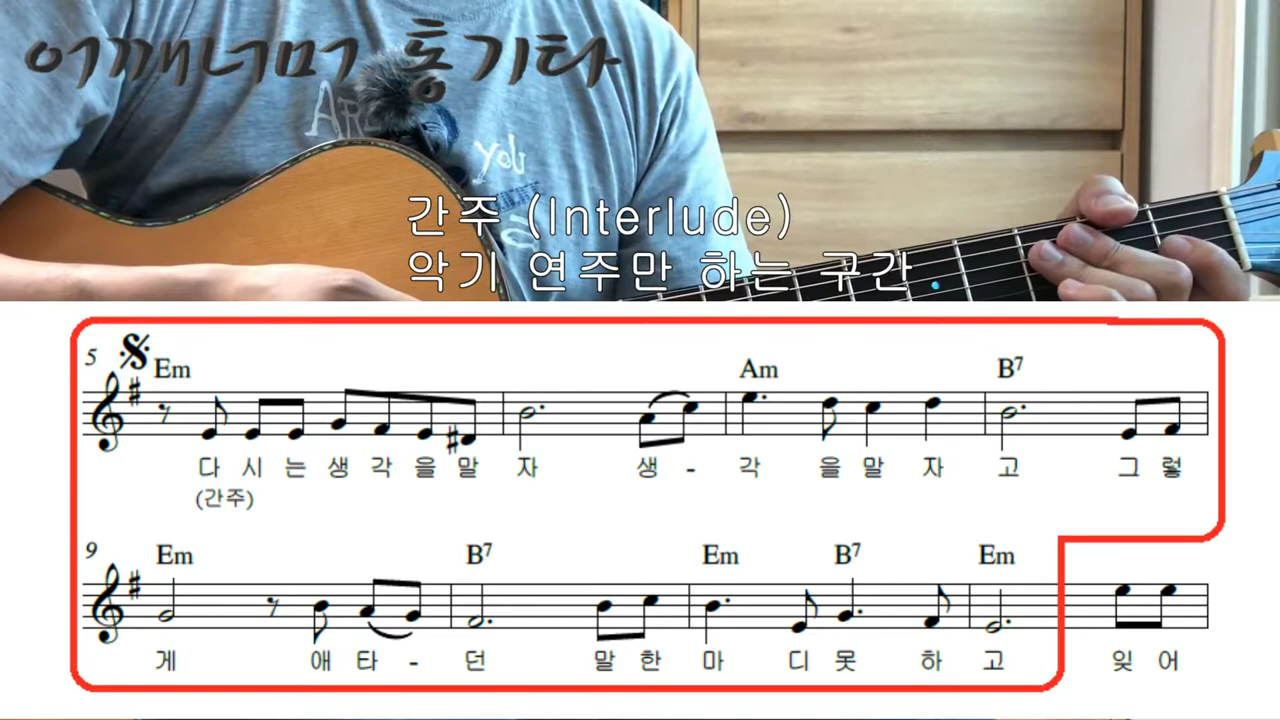 어깨너머 통기타
AR
you
간주 (Interlude)
악기 연주만 하는 구간
5 Em Am B7
다 시 는 생 각 을 말 자 생 - 각 을 말 자 고 그 렇
(간주)
9 Em B7 Em B7 Em
게 애 타 - 던 말 한 마 디 못 하 고 잊 어